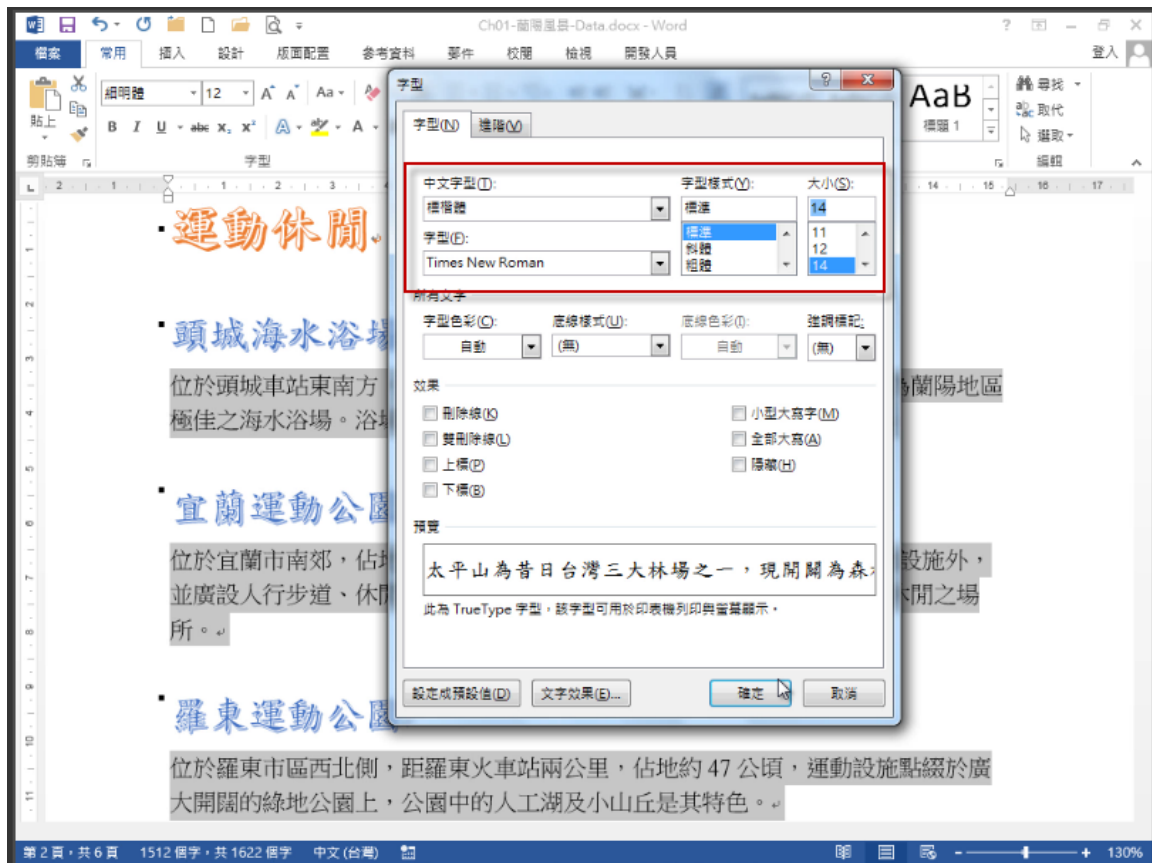 Ch01-蘭陽風景-Data.docx - Word
檔案 常用 插入 設計 版面配置 參考資料 郵件 校閱 檢視 開發人員 登入
貼上
細明體 12
B I U abc X₂ X² A
剪貼簿 字型
AaB
標題 1
尋找
取代
選取
編輯
字型
字型(N) 進階(V)
中文字型(T): 字型樣式(Y): 大小(S):
標楷體 標準 14
字型(F):
Times New Roman
標準 11
斜體 12
粗體 14
所有文字
字型色彩(C): 底線樣式(U): 底線色彩(I): 強調標記:
自動 (無) 自動 (無)
效果
刪除線(K) 小型大寫字(M)
雙刪除線(L) 全部大寫(A)
上標(P) 隱藏(H)
下標(B)
預覽
太平山為昔日台灣三大林場之一，現開闢為森
此為 TrueType 字型，該字型可用於印表機列印與螢幕顯示。
設定成預設值(D) 文字效果(E)... 確定 取消
運動休閒
頭城海水浴場
位於頭城車站東南方 蘭陽地區
極佳之海水浴場。浴場
宜蘭運動公園
位於宜蘭市南郊，佔地 設施外，
並廣設人行步道、休閒 休閒之場
所。
羅東運動公園
位於羅東市區西北側，距羅東火車站兩公里，佔地約 47 公頃，運動設施點綴於廣
大開闊的綠地公園上，公園中的人工湖及小山丘是其特色。
第 2 頁，共 6 頁 1512 個字，共 1622 個字 中文 (台灣) 130%